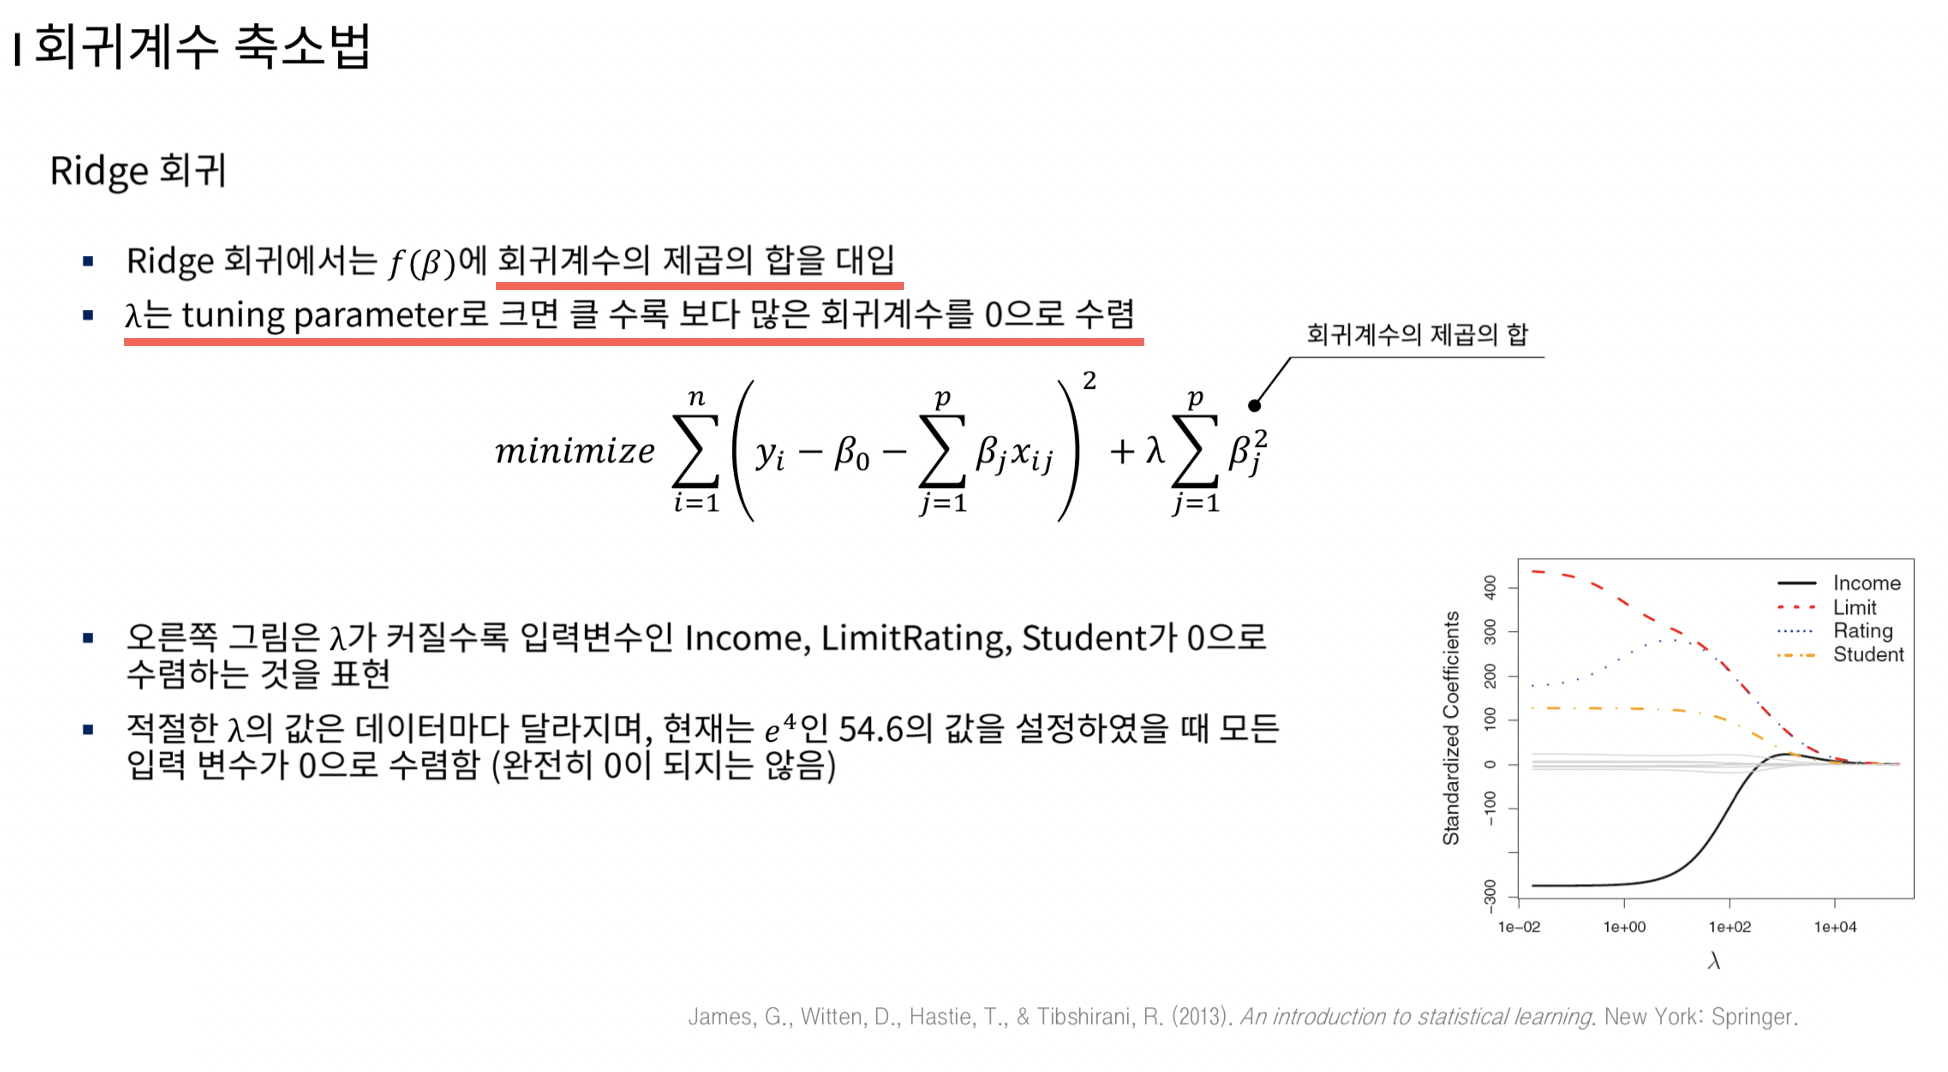 회귀계수 축소법
Ridge 회귀
▪ Ridge 회귀에서는 f(β)에 회귀계수의 제곱의 합을 대입
▪ λ는 tuning parameter로 크면 클 수록 보다 많은 회귀계수를 0으로 수렴
회귀계수의 제곱의 합
minimize ∑_{i=1}^{n} (y_i − β_0 − ∑_{j=1}^{p} β_j x_{ij})^2 + λ ∑_{j=1}^{p} β_j^2
▪ 오른쪽 그림은 λ가 커질수록 입력변수인 Income, LimitRating, Student가 0으로
수렴하는 것을 표현
▪ 적절한 λ의 값은 데이터마다 달라지며, 현재는 e⁴인 54.6의 값을 설정하였을 때 모든
입력 변수가 0으로 수렴함 (완전히 0이 되지는 않음)
Standardized Coefficients
400
300
200
100
0
−100
−300
Income
Limit
Rating
Student
1e−02 1e+00 1e+02 1e+04
λ
James, G., Witten, D., Hastie, T., & Tibshirani, R. (2013). An introduction to statistical learning. New York: Springer.